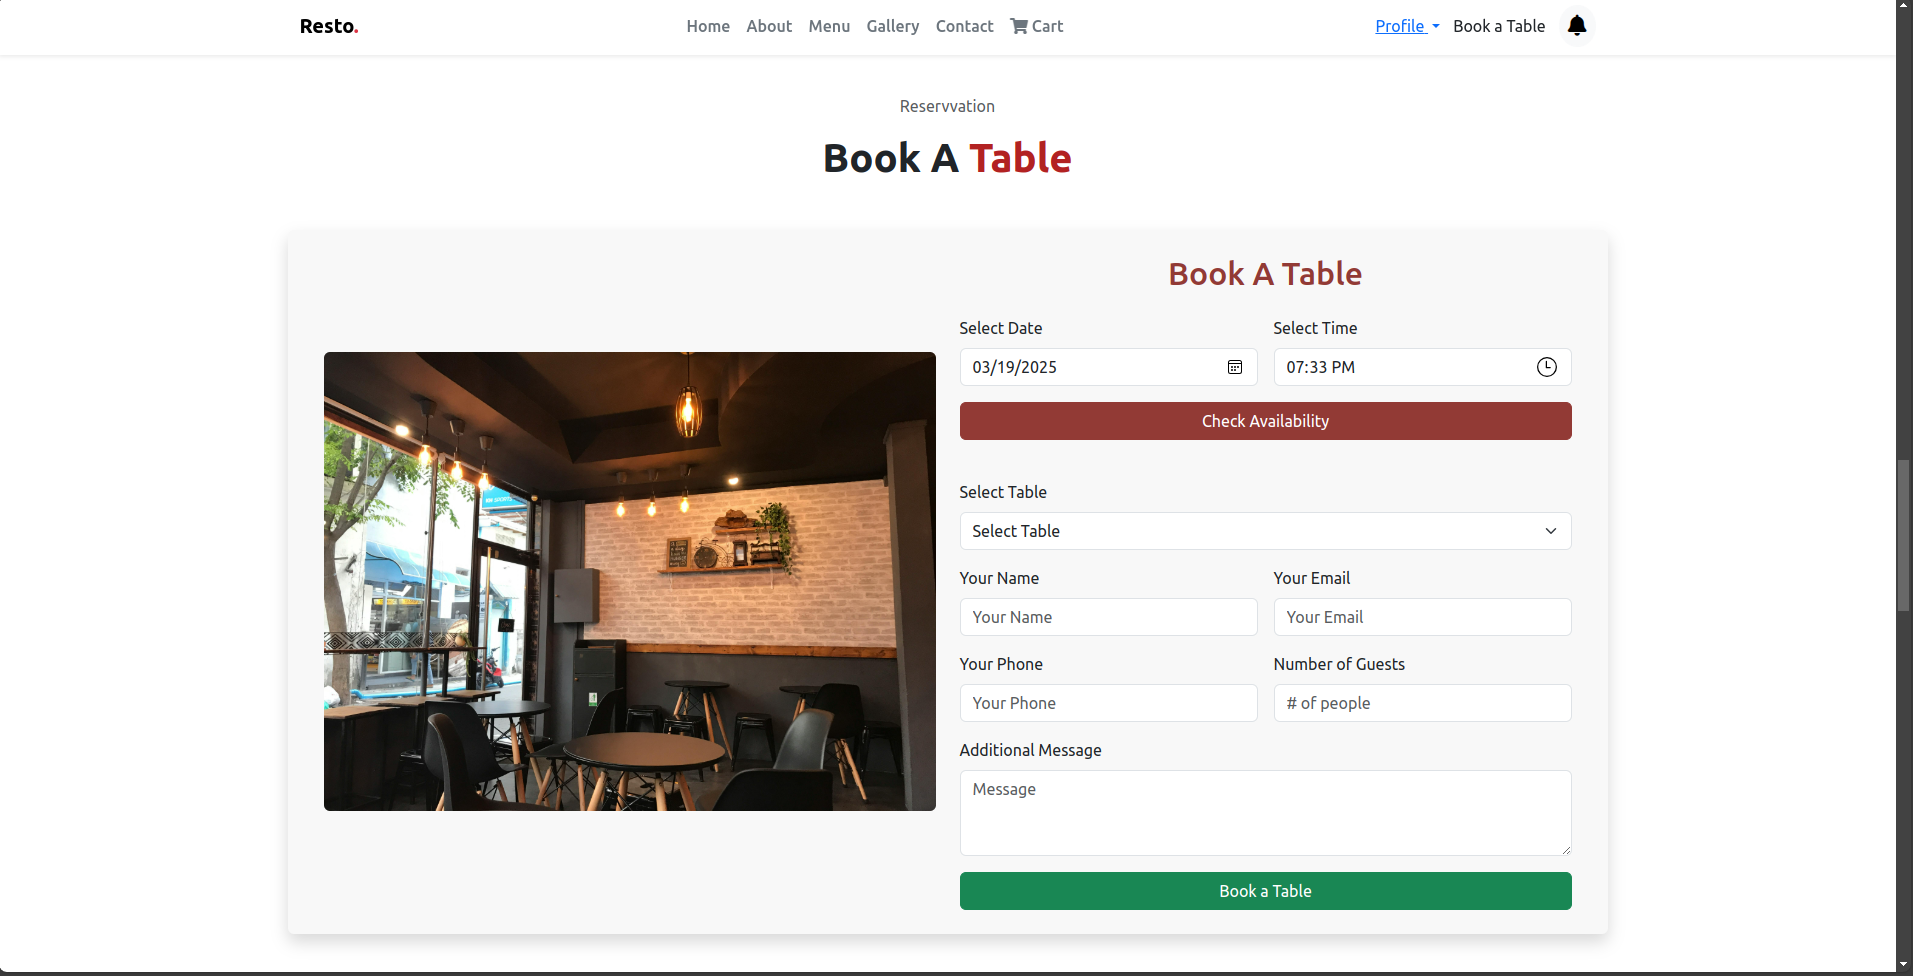 Resto.
Home About Menu Gallery Contact Cart
Profile Book a Table
Reservvation
Book A Table
Book A Table
Select Date Select Time
03/19/2025 07:33 PM
Check Availability
Select Table
Select Table
Your Name Your Email
Your Name Your Email
Your Phone Number of Guests
Your Phone # of people
Additional Message
Message
Book a Table